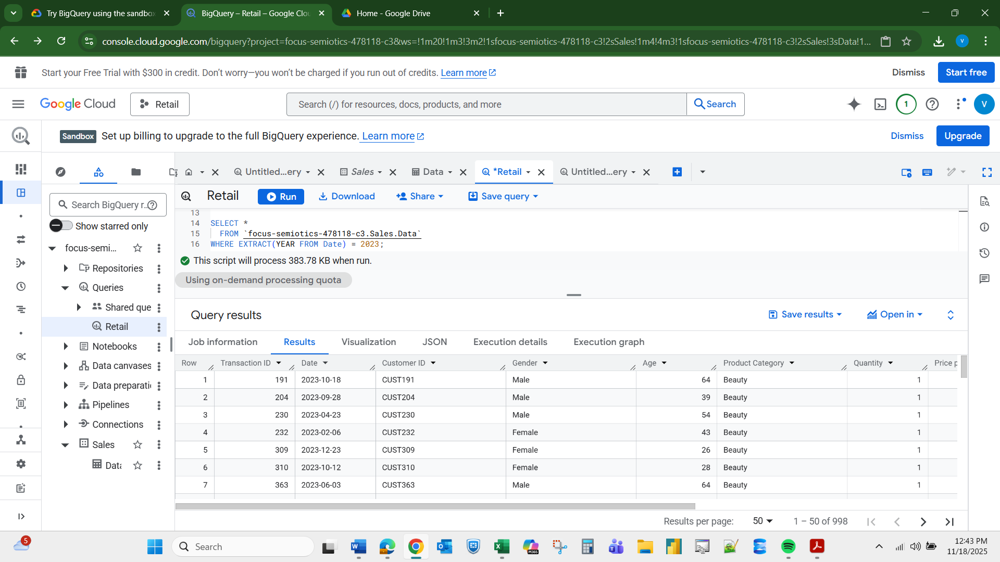 Try BigQuery using the sandbox
BigQuery – Retail – Google Clou
Home - Google Drive
console.cloud.google.com/bigquery?project=focus-semiotics-478118-c3&ws=!1m20!1m3!3m2!1sfocus-semiotics-478118-c3!2sSales!1m4!4m3!1sfocus-semiotics-478118-c3!2sSales!3sData!1...
V
Start your Free Trial with $300 in credit. Don't worry—you won't be charged if you run out of credits. Learn more
Dismiss
Start free
Google Cloud
Retail
Search (/) for resources, docs, products, and more
Search
1
V
Sandbox Set up billing to upgrade to the full BigQuery experience. Learn more
Dismiss
Upgrade
Untitled...ery
Sales
Data
*Retail
Untitled...ery
Search BigQuery r...
Show starred only
focus-semi...
Repositories
Queries
Shared que
Retail
Notebooks
Data canvases
Data preparati
Pipelines
Connections
Sales
Data
Retail
Run
Download
Share
Save query
13
14 SELECT *
15 FROM `focus-semiotics-478118-c3.Sales.Data`
16 WHERE EXTRACT(YEAR FROM Date) = 2023;
This script will process 383.78 KB when run.
Using on-demand processing quota
Query results
Save results
Open in
Job information Results Visualization JSON Execution details Execution graph
Row Transaction ID Date Customer ID Gender Age Product Category Quantity Price p
1 191 2023-10-18 CUST191 Male 64 Beauty 1
2 204 2023-09-28 CUST204 Male 39 Beauty 1
3 230 2023-04-23 CUST230 Male 54 Beauty 1
4 232 2023-02-06 CUST232 Female 43 Beauty 1
5 309 2023-12-23 CUST309 Female 26 Beauty 1
6 310 2023-10-12 CUST310 Female 28 Beauty 1
7 363 2023-06-03 CUST363 Male 64 Beauty 1
Results per page: 50 1 – 50 of 998
5
Search
M365
12:43 PM
11/18/2025